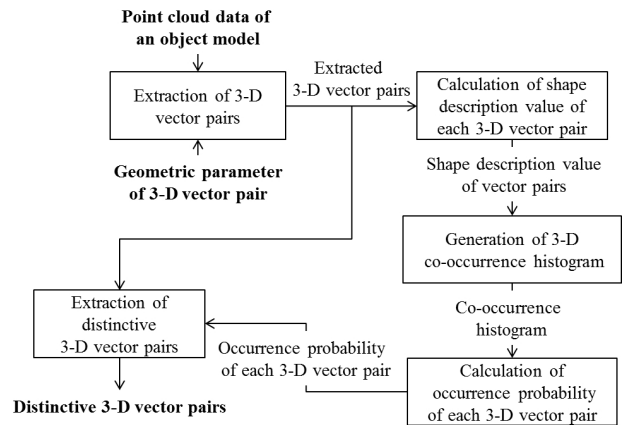 Point cloud data of
an object model
Extraction of 3-D
vector pairs
Geometric parameter
of 3-D vector pair
Extracted
3-D vector pairs
Calculation of shape
description value of
each 3-D vector pair
Shape description value
of vector pairs
Generation of 3-D
co-occurrence histogram
Co-occurrence
histogram
Calculation of
occurrence probability
of each 3-D vector pair
Occurrence probability
of each 3-D vector pair
Extraction of
distinctive
3-D vector pairs
Distinctive 3-D vector pairs